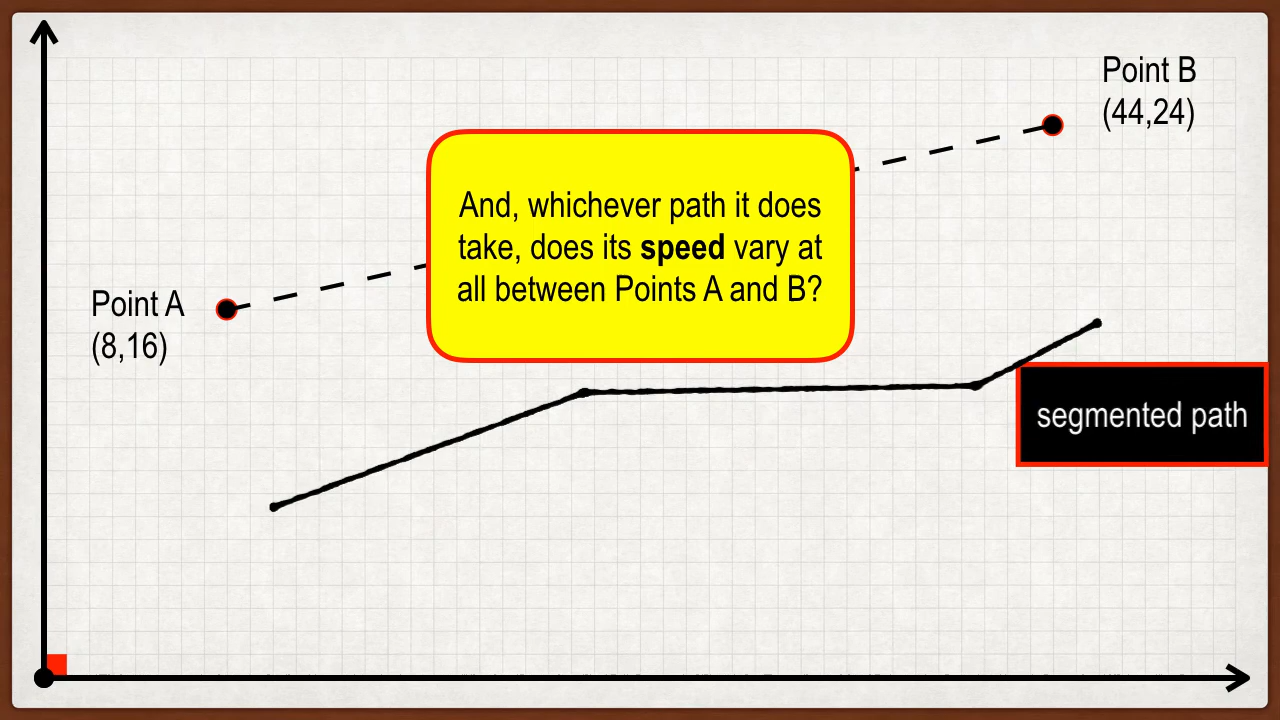 Point B
(44,24)
And, whichever path it does
take, does its speed vary at
all between Points A and B?
Point A
(8,16)
segmented path